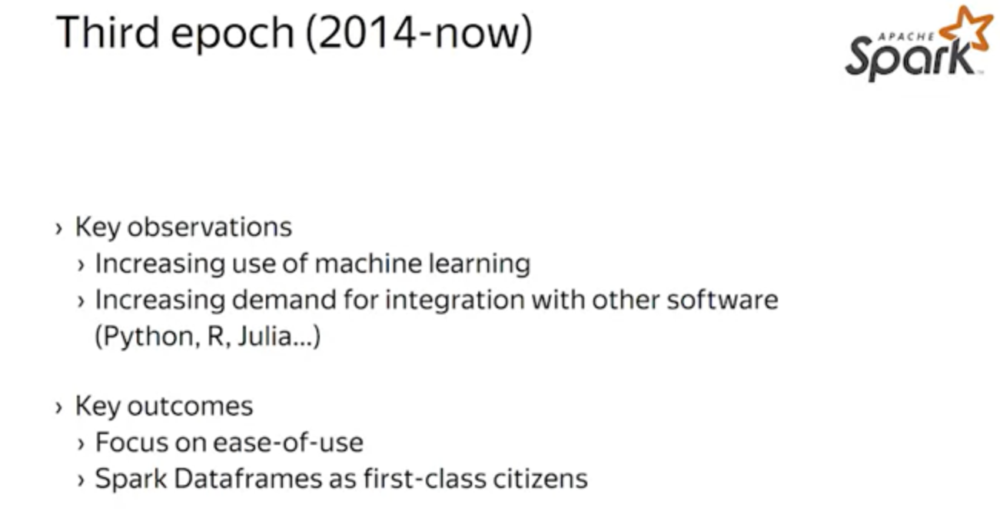 Third epoch (2014-now)
APACHE
Spark
› Key observations
› Increasing use of machine learning
› Increasing demand for integration with other software
(Python, R, Julia...)
› Key outcomes
› Focus on ease-of-use
› Spark Dataframes as first-class citizens